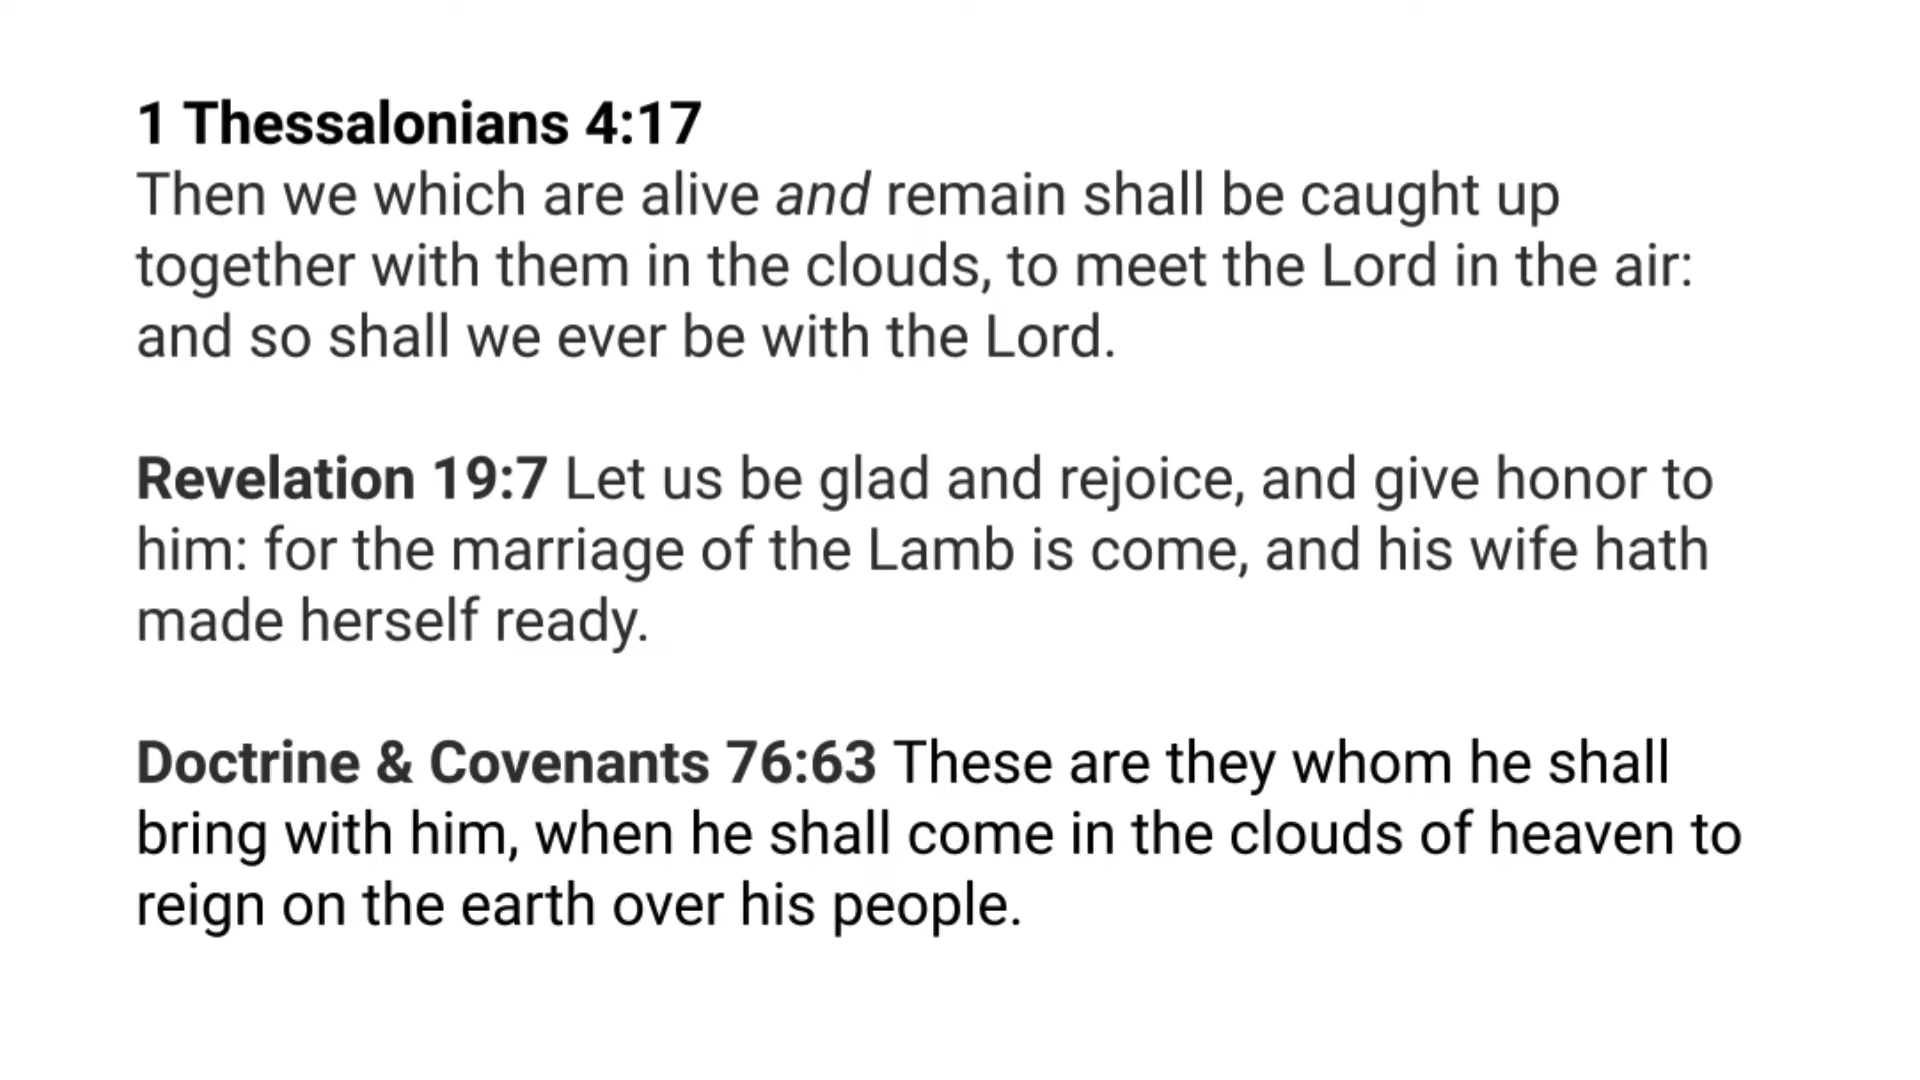 1 Thessalonians 4:17
Then we which are alive and remain shall be caught up
together with them in the clouds, to meet the Lord in the air:
and so shall we ever be with the Lord.
Revelation 19:7 Let us be glad and rejoice, and give honor to
him: for the marriage of the Lamb is come, and his wife hath
made herself ready.
Doctrine & Covenants 76:63 These are they whom he shall
bring with him, when he shall come in the clouds of heaven to
reign on the earth over his people.